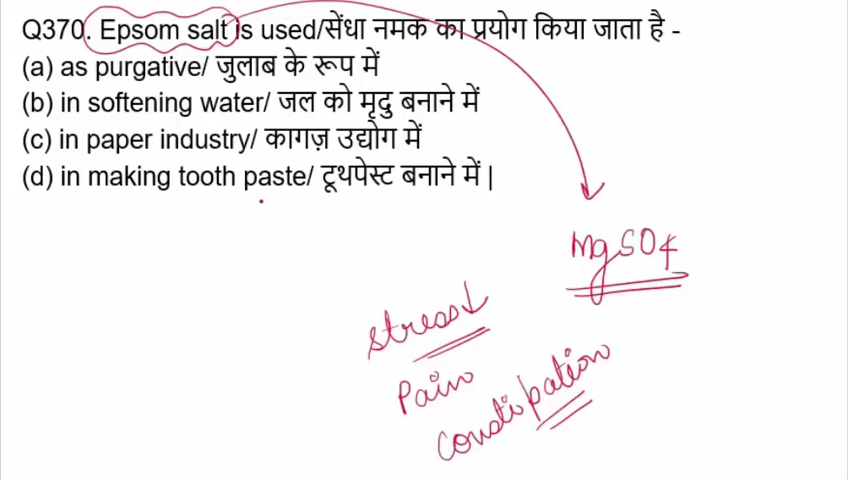 Q370. Epsom salt is used/सेंधा नमक का प्रयोग किया जाता है -
(a) as purgative/ जुलाब के रूप में
(b) in softening water/ जल को मृदु बनाने में
(c) in paper industry/ कागज़ उद्योग में
(d) in making tooth paste/ टूथपेस्ट बनाने में |
MgSO4
Stress↓
Pain
Constipation